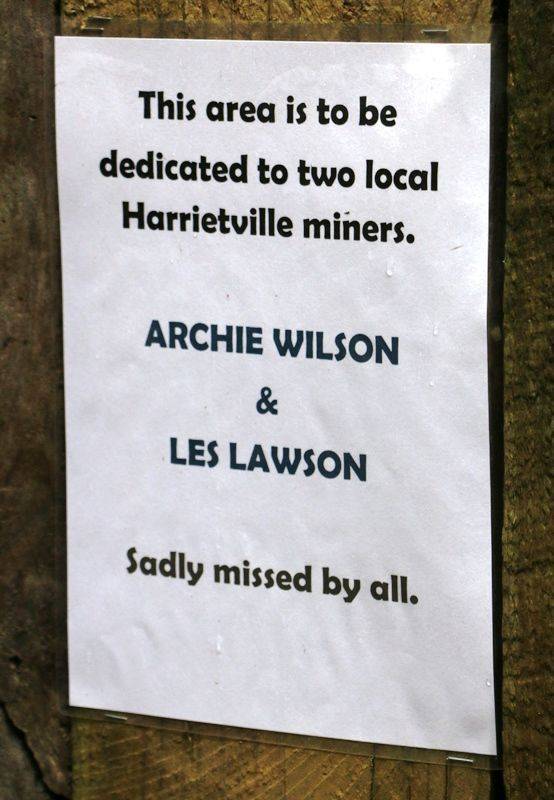 This area is to be
dedicated to two local
Harrietville miners.
ARCHIE WILSON
&
LES LAWSON
Sadly missed by all.